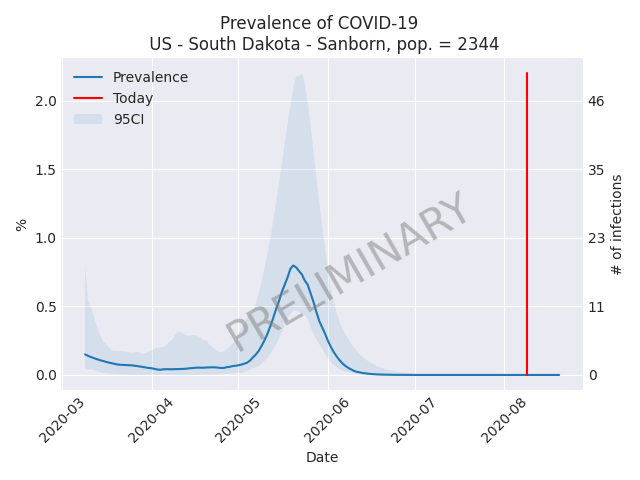 Prevalence of COVID-19
US - South Dakota - Sanborn, pop. = 2344
Prevalence
Today
95CI
2.0
1.5
1.0
0.5
0.0
%
46
35
23
11
0
# of infections
PRELIMINARY
2020-03
2020-04
2020-05
2020-06
2020-07
2020-08
Date